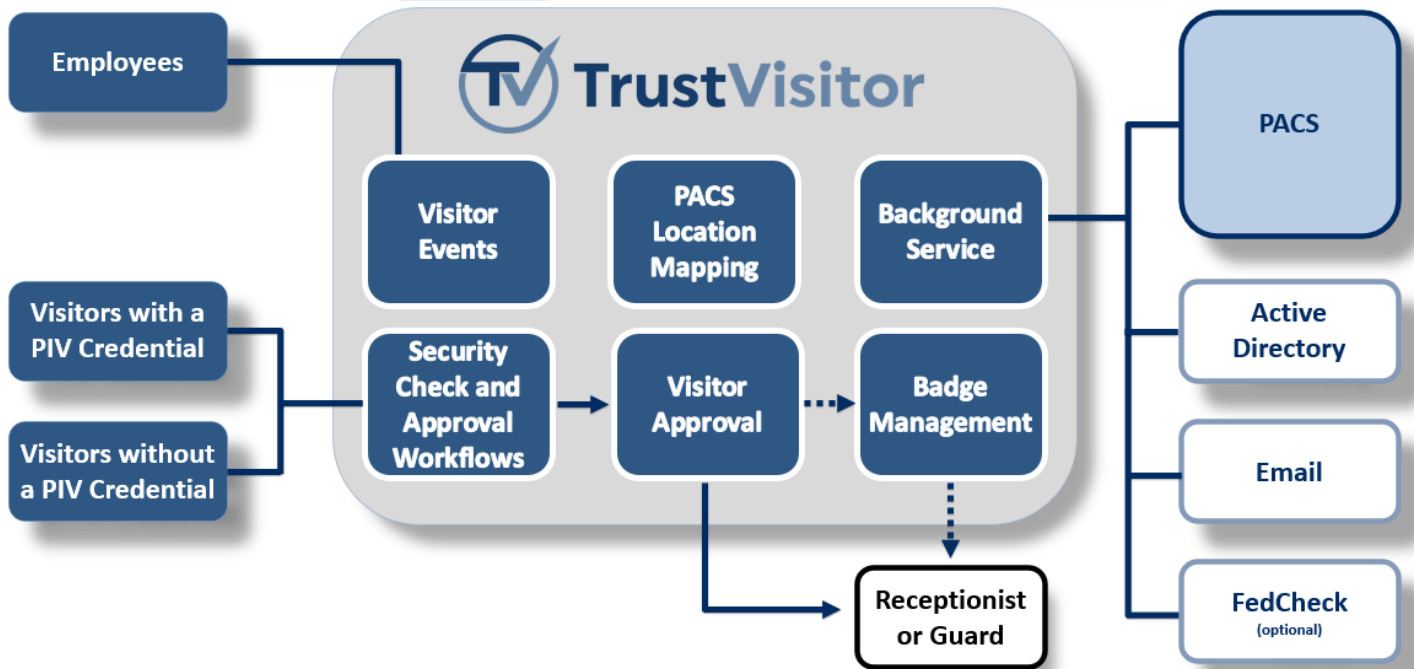 Employees
TV TrustVisitor
PACS
Visitor
Events
PACS
Location
Mapping
Background
Service
Visitors with a
PIV Credential
Visitors without
a PIV Credential
Security
Check and
Approval
Workflows
Visitor
Approval
Badge
Management
Active
Directory
Email
FedCheck
(optional)
Receptionist
or Guard